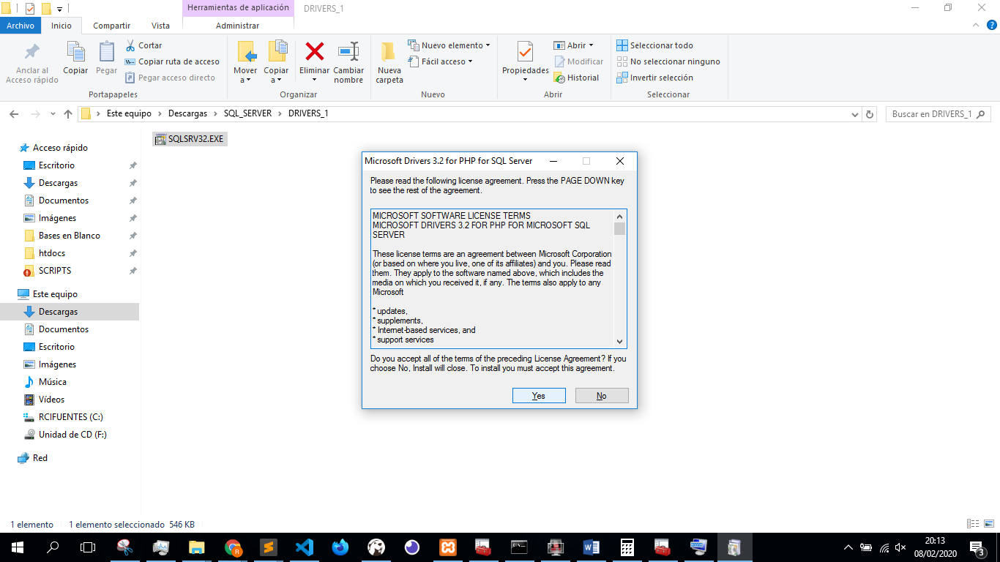 Herramientas de aplicación
DRIVERS_1
Archivo
Inicio
Compartir
Vista
Administrar
Anclar al
Acceso rápido
Copiar
Pegar
Cortar
Copiar ruta de acceso
Pegar acceso directo
Portapapeles
Mover
a
Copiar
a
Eliminar
Cambiar
nombre
Organizar
Nueva
carpeta
Nuevo elemento
Fácil acceso
Nuevo
Propiedades
Abrir
Modificar
Historial
Abrir
Seleccionar todo
No seleccionar ninguno
Invertir selección
Seleccionar
Este equipo > Descargas > SQL_SERVER > DRIVERS_1
Buscar en DRIVERS_1
Acceso rápido
Escritorio
Descargas
Documentos
Imágenes
Bases en Blanco
htdocs
SCRIPTS
Este equipo
Descargas
Documentos
Escritorio
Imágenes
Música
Vídeos
RCIFUENTES (C:)
Unidad de CD (F:)
Red
SQLSRV32.EXE
Microsoft Drivers 3.2 for PHP for SQL Server
Please read the following license agreement. Press the PAGE DOWN key
to see the rest of the agreement.
MICROSOFT SOFTWARE LICENSE TERMS
MICROSOFT DRIVERS 3.2 FOR PHP FOR MICROSOFT SQL
SERVER
These license terms are an agreement between Microsoft Corporation
(or based on where you live, one of its affiliates) and you. Please read
them. They apply to the software named above, which includes the
media on which you received it, if any. The terms also apply to any
Microsoft
* updates,
* supplements,
* Internet-based services, and
* support services
Do you accept all of the terms of the preceding License Agreement? If you
choose No, Install will close. To install you must accept this agreement.
Yes
No
1 elemento
1 elemento seleccionado 546 KB
20:13
08/02/2020
3